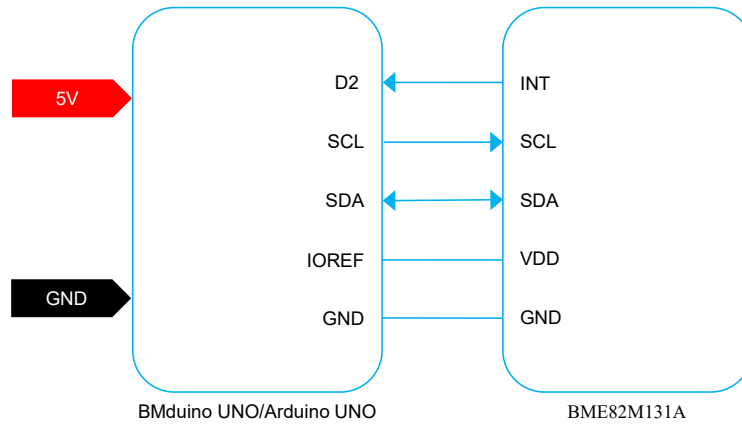 5V
GND
D2
SCL
SDA
IOREF
GND
INT
SCL
SDA
VDD
GND
BMduino UNO/Arduino UNO
BME82M131A